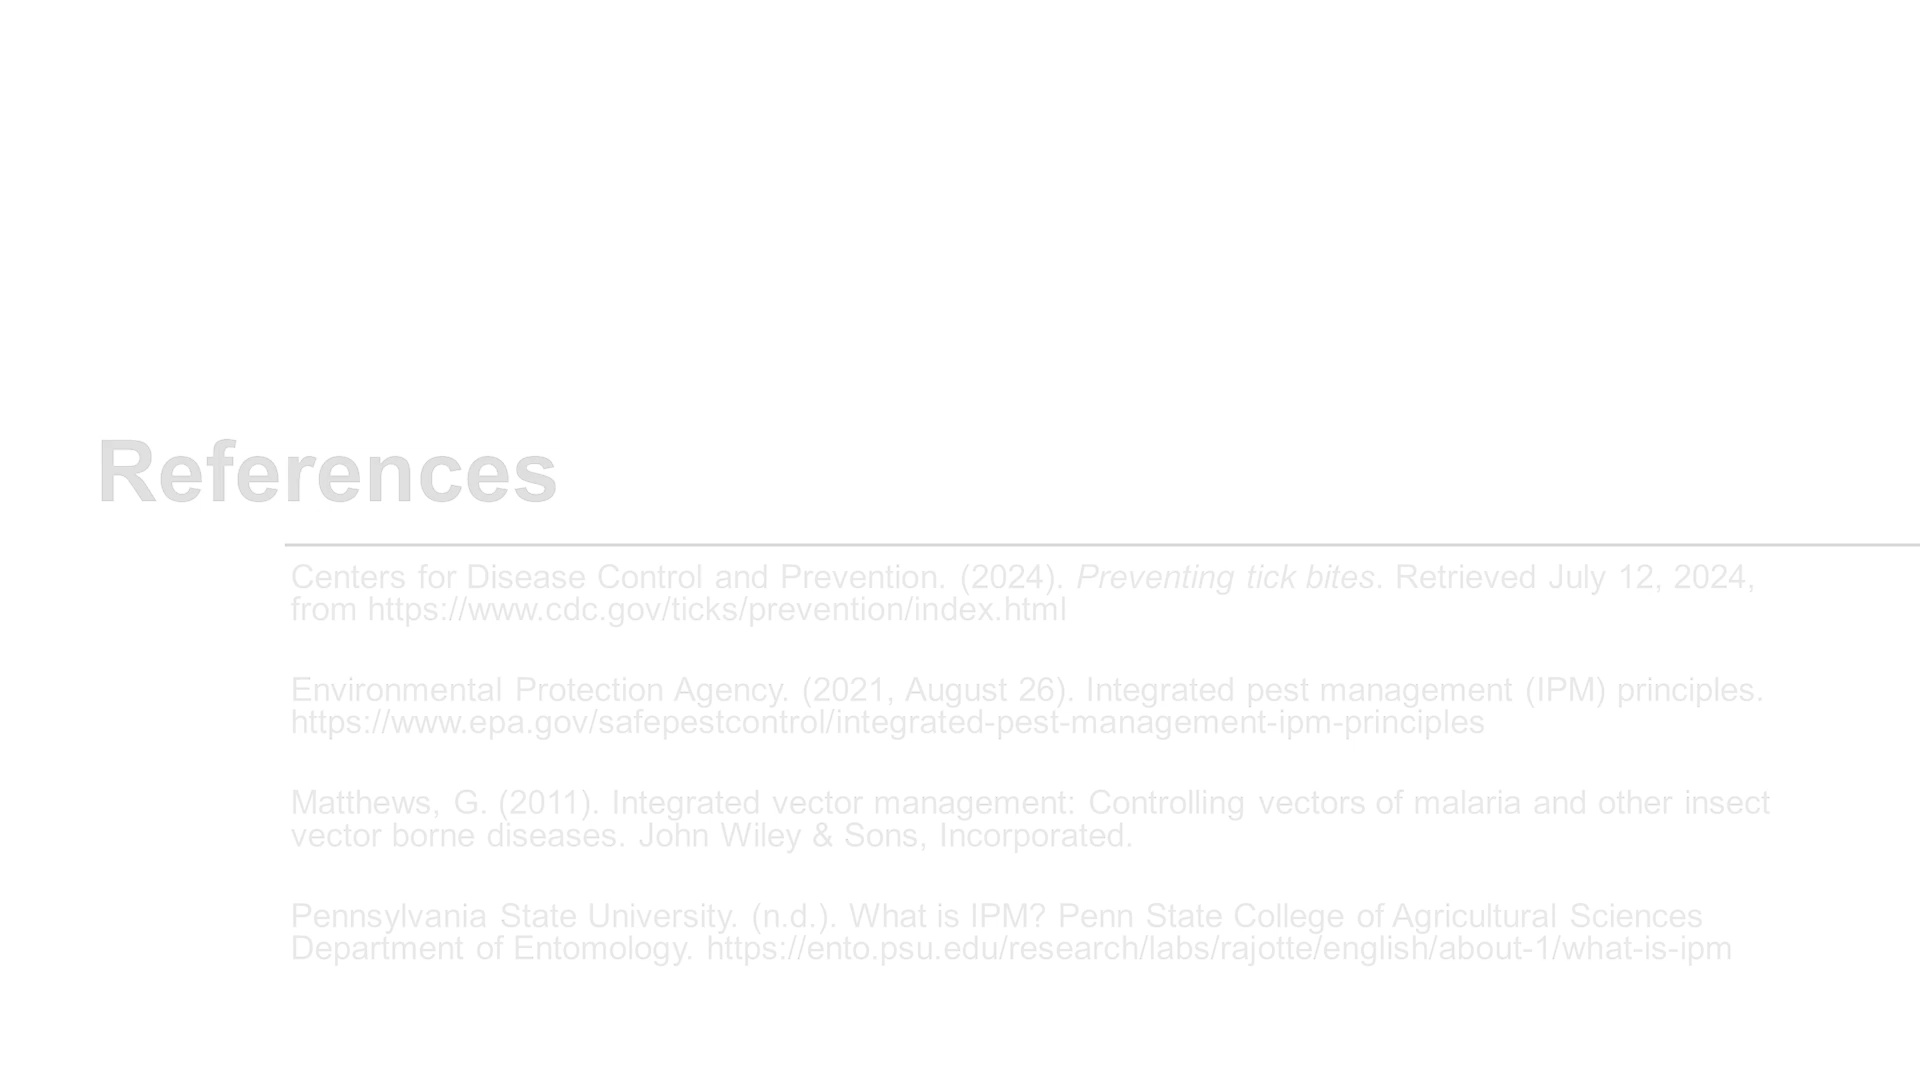 References
Centers for Disease Control and Prevention. (2024). Preventing tick bites. Retrieved July 12, 2024,
from https://www.cdc.gov/ticks/prevention/index.html
Environmental Protection Agency. (2021, August 26). Integrated pest management (IPM) principles.
https://www.epa.gov/safepestcontrol/integrated-pest-management-ipm-principles
Matthews, G. (2011). Integrated vector management: Controlling vectors of malaria and other insect
vector borne diseases. John Wiley & Sons, Incorporated.
Pennsylvania State University. (n.d.). What is IPM? Penn State College of Agricultural Sciences
Department of Entomology. https://ento.psu.edu/research/labs/rajotte/english/about-1/what-is-ipm